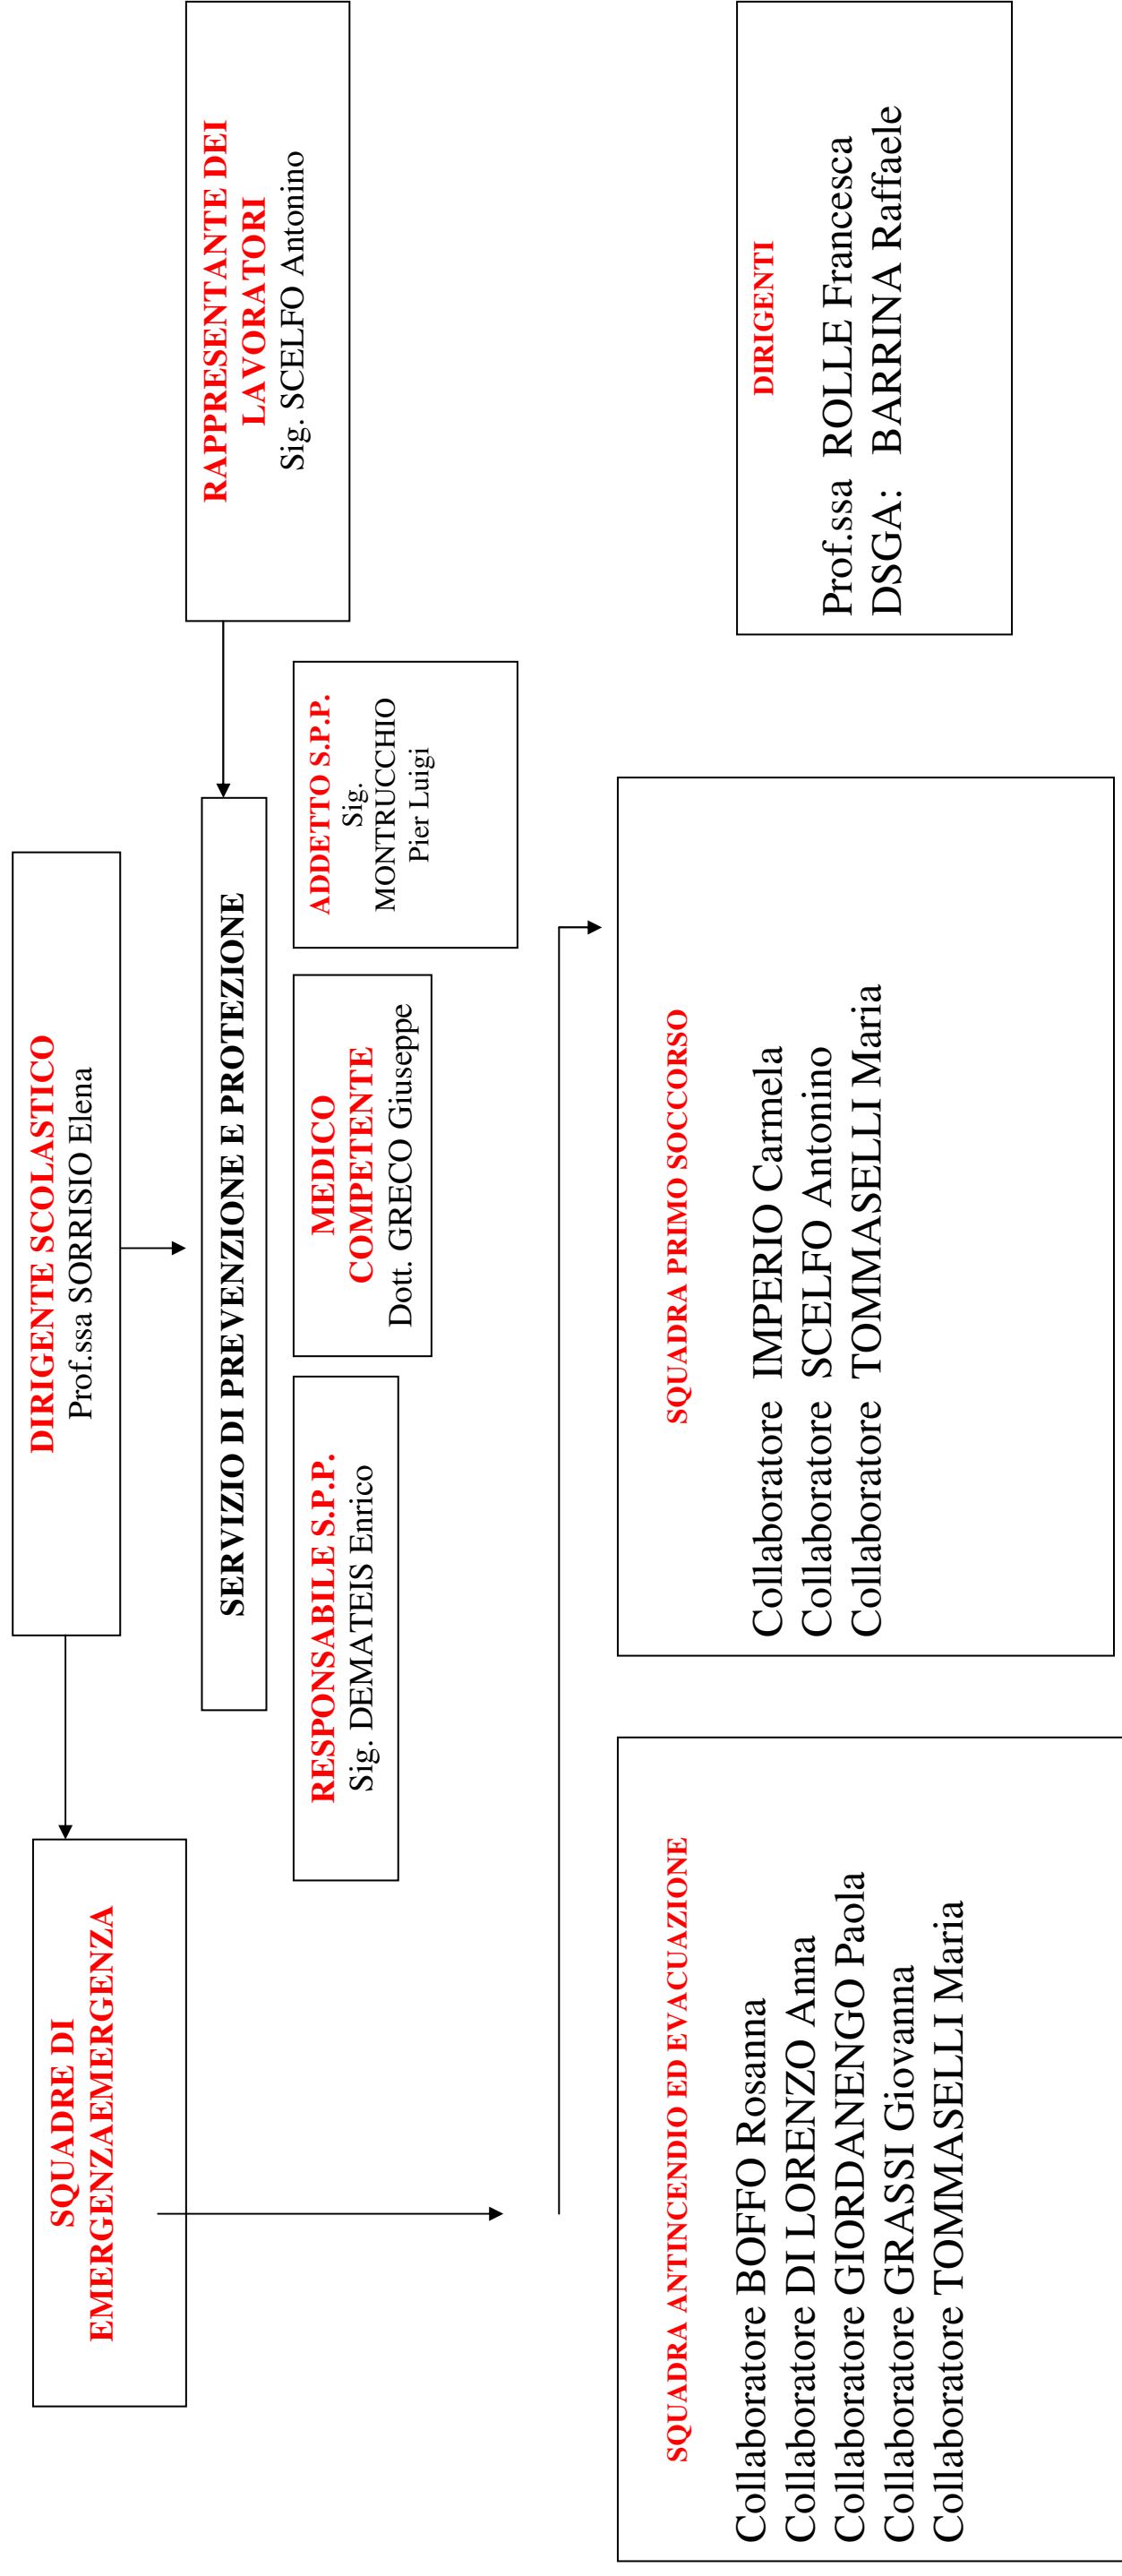 DIRIGENTE SCOLASTICO
Prof.ssa SORRISIO Elena
SQUADRE DI
EMERGENZAEMERGENZA
SERVIZIO DI PREVENZIONE E PROTEZIONE
RAPPRESENTANTE DEI
LAVORATORI
Sig. SCELFO Antonino
RESPONSABILE S.P.P.
Sig. DEMATEIS Enrico
MEDICO
COMPETENTE
Dott. GRECO Giuseppe
ADDETTO S.P.P.
Sig.
MONTRUCCHIO
Pier Luigi
SQUADRA ANTINCENDIO ED EVACUAZIONE
Collaboratore BOFFO Rosanna
Collaboratore DI LORENZO Anna
Collaboratore GIORDANENGO Paola
Collaboratore GRASSI Giovanna
Collaboratore TOMMASELLI Maria
SQUADRA PRIMO SOCCORSO
Collaboratore IMPERIO Carmela
Collaboratore SCELFO Antonino
Collaboratore TOMMASELLI Maria
DIRIGENTI
Prof.ssa ROLLE Francesca
DSGA: BARRINA Raffaele